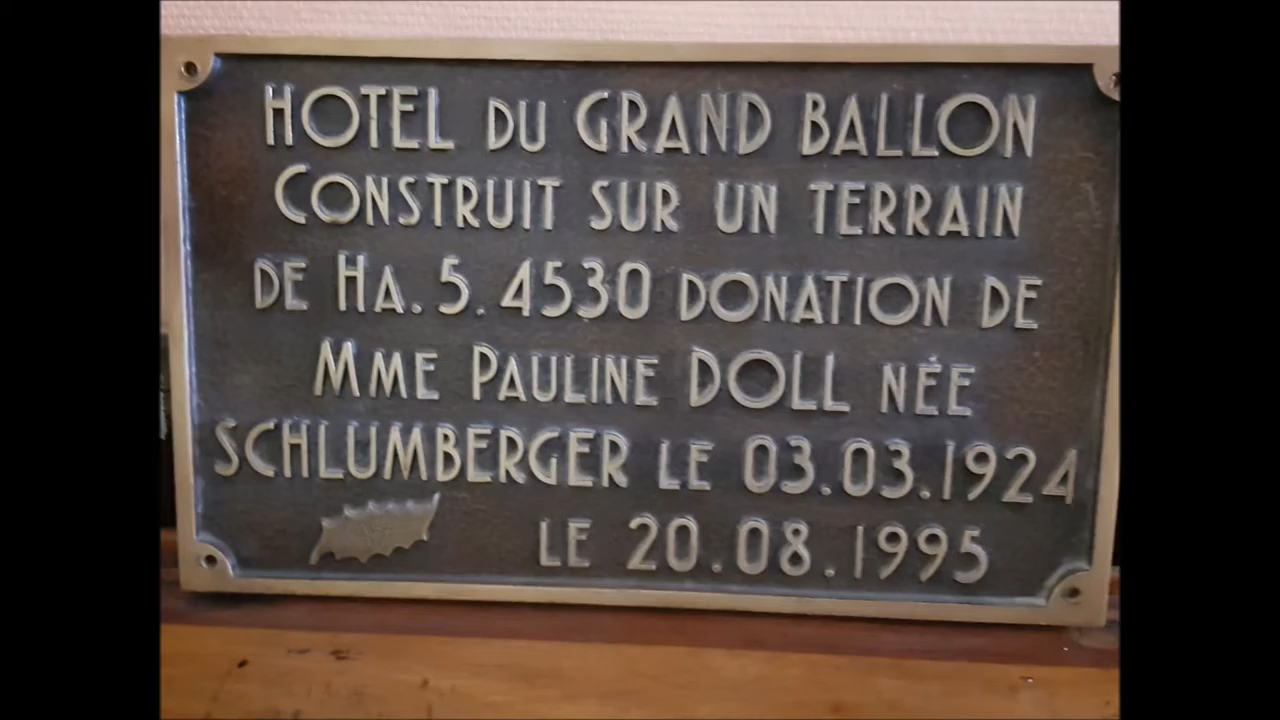 HOTEL DU GRAND BALLON
CONSTRUIT SUR UN TERRAIN
DE HA. 5. 4530 DONATION DE
MME PAULINE DOLL NÉE
SCHLUMBERGER LE 03.03.1924
LE 20.08.1995